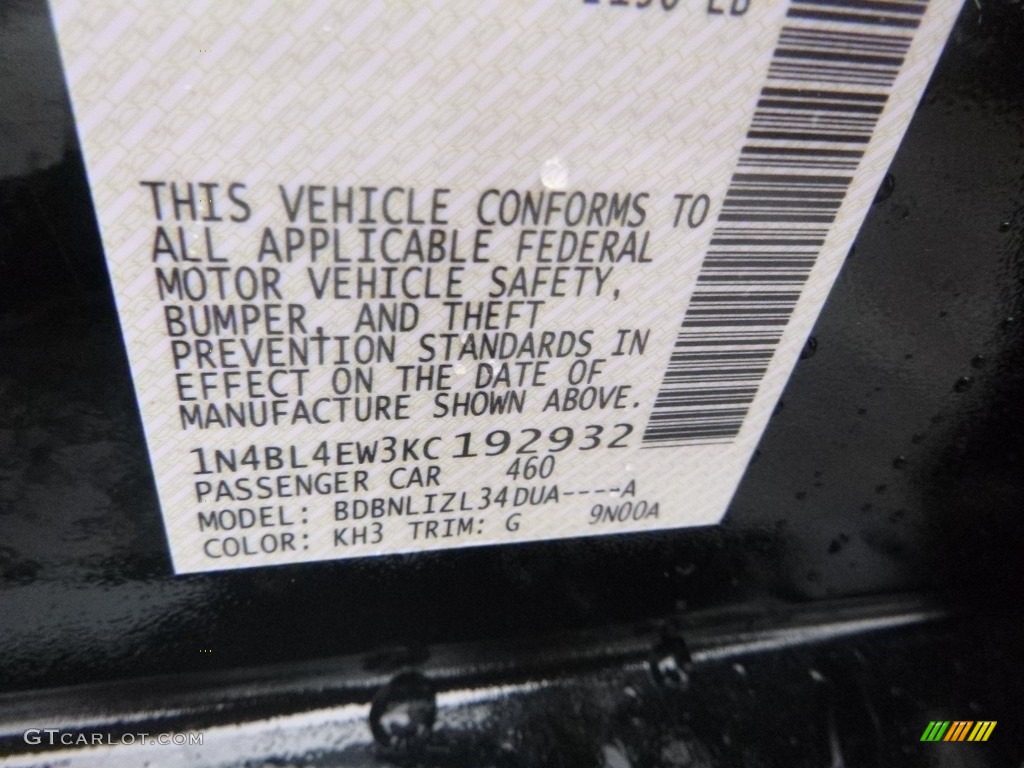 THIS VEHICLE CONFORMS TO
ALL APPLICABLE FEDERAL
MOTOR VEHICLE SAFETY,
BUMPER, AND THEFT
PREVENTION STANDARDS IN
EFFECT ON THE DATE OF
MANUFACTURE SHOWN ABOVE.
1N4BL4EW3KC192932
PASSENGER CAR 460
MODEL: BDBNLIZL34DUA----A
COLOR: KH3 TRIM: G 9N00A
GTCARLOT.COM